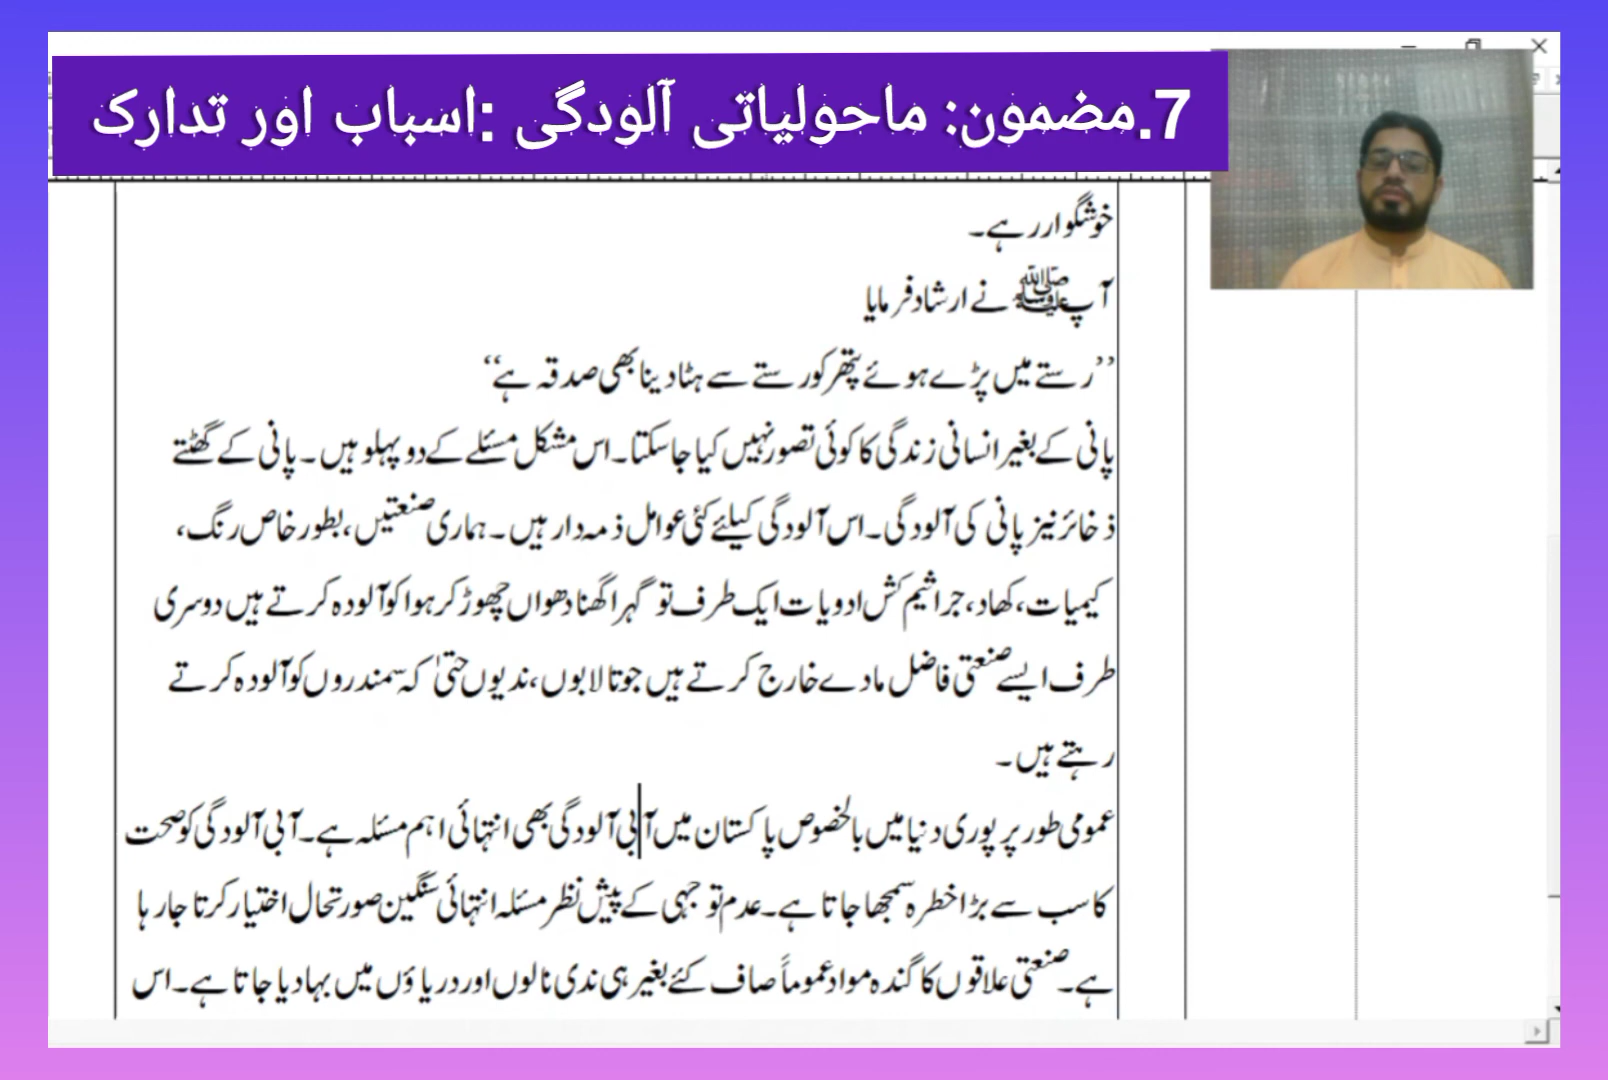 7.مضمون: ماحولیاتی آلودگی :اسباب اور تدارک
خوشگوار رہے۔
آپ ﷺ نے ارشاد فرمایا
’’رستے میں پڑے ہوئے پتھر کو رستے سے ہٹا دینا بھی صدقہ ہے‘‘
پانی کے بغیر انسانی زندگی کا کوئی تصور نہیں کیا جا سکتا۔ اس مشکل مسئلے کے دو پہلو ہیں۔ پانی کے گھٹتے
ذخائر نیز پانی کی آلودگی۔ اس آلودگی کیلئے کئی عوامل ذمہ دار ہیں۔ ہماری صنعتیں، بطور خاص رنگ،
کیمیات، کھاد، جراثیم کش ادویات ایک طرف تو گہرا گھنا دھواں چھوڑ کر ہوا کو آلودہ کرتے ہیں دوسری
طرف ایسے صنعتی فاضل مادے خارج کرتے ہیں جو تالابوں، ندیوں حتیٰ کہ سمندروں کو آلودہ کرتے
رہتے ہیں۔
عمومی طور پر پوری دنیا میں بالخصوص پاکستان میں آبی آلودگی بھی انتہائی اہم مسئلہ ہے۔ آبی آلودگی کو صحت
کا سب سے بڑا خطرہ سمجھا جاتا ہے۔ عدم توجہی کے پیش نظر مسئلہ انتہائی سنگین صورتحال اختیار کرتا جا رہا
ہے۔ صنعتی علاقوں کا گندہ مواد عموماً صاف کئے بغیر ہی ندی نالوں اور دریاؤں میں بہا دیا جاتا ہے۔ اس